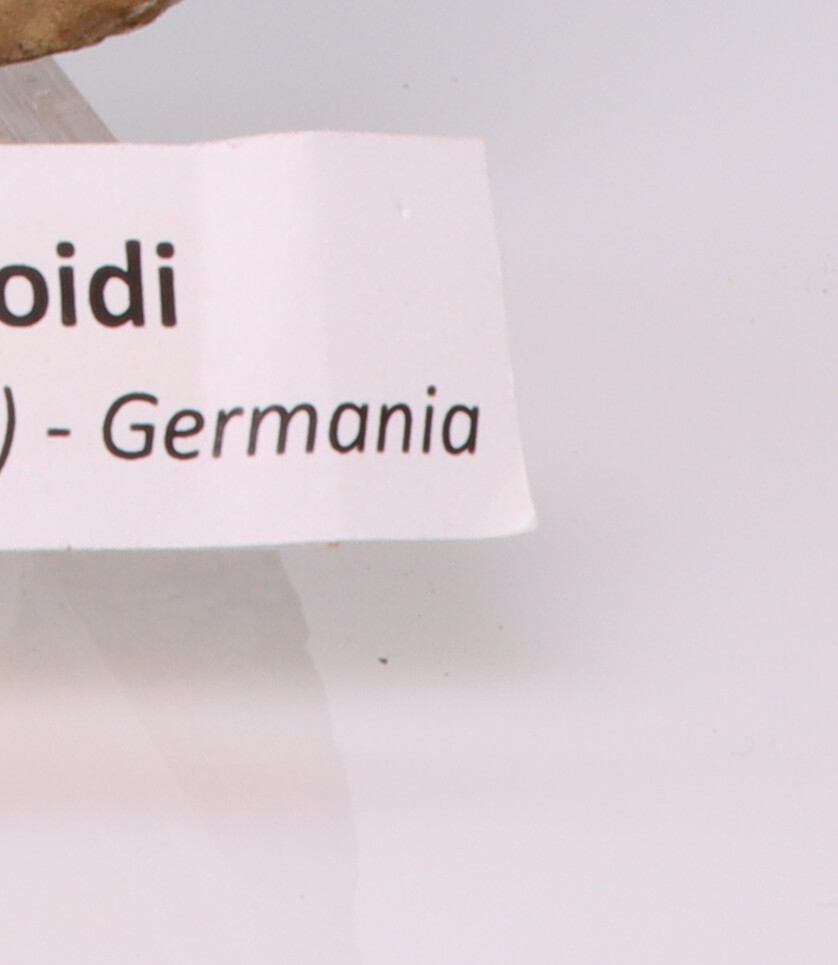 oidi
) - Germania